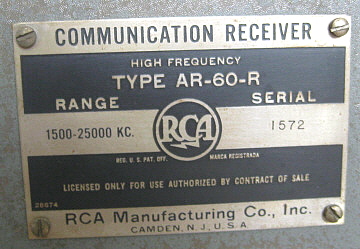 COMMUNICATION RECEIVER
HIGH FREQUENCY
TYPE AR-60-R
RANGE SERIAL
1500-25000 KC. RCA 1572
REG. U.S. PAT. OFF. MARCA REGISTRADA
LICENSED ONLY FOR USE AUTHORIZED BY CONTRACT OF SALE
28674
RCA Manufacturing Co., Inc.
CAMDEN, N.J., U.S.A.